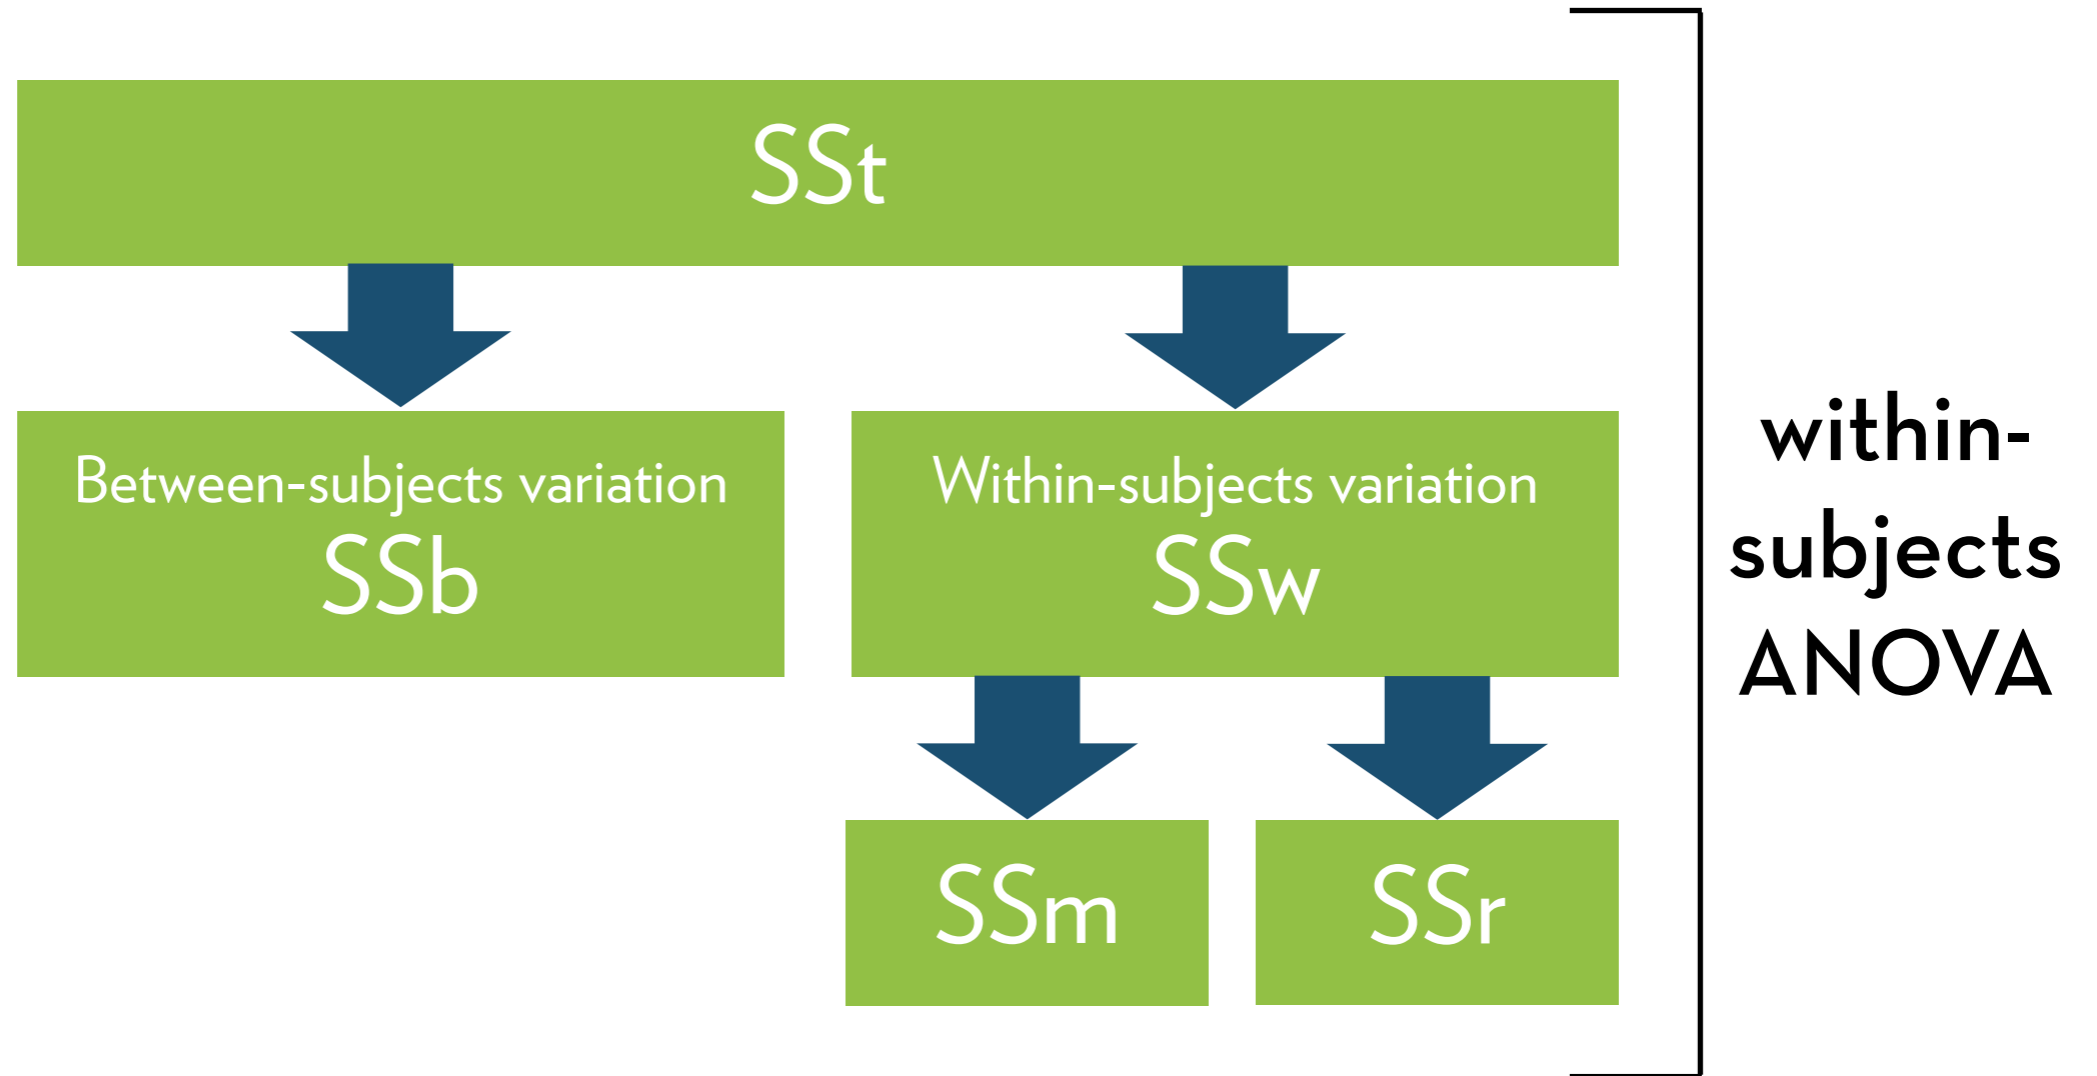 SSt
Between-subjects variation
SSb
Within-subjects variation
SSw
SSm
SSr
within-
subjects
ANOVA